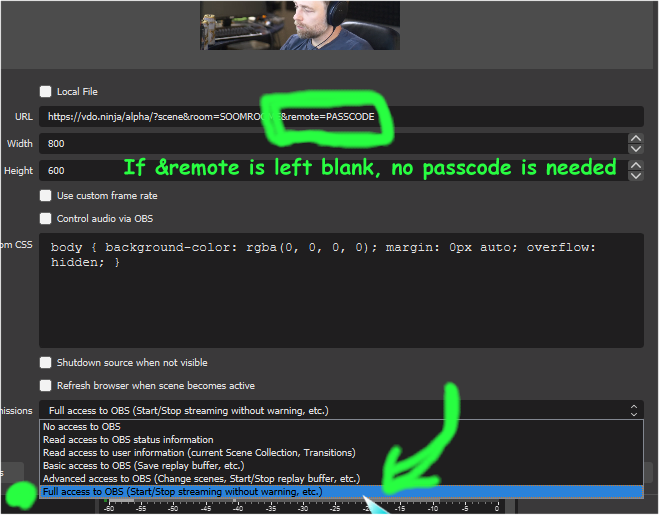 Local File
URL https://vdo.ninja/alpha/?scene&room=SOOMROO &remote=PASSCODE
Width 800
Height 600
If &remote is left blank, no passcode is needed
Use custom frame rate
Control audio via OBS
om CSS body { background-color: rgba(0, 0, 0, 0); margin: 0px auto; overflow:
hidden; }
Shutdown source when not visible
Refresh browser when scene becomes active
nissions Full access to OBS (Start/Stop streaming without warning, etc.)
No access to OBS
Read access to OBS status information
Read access to user information (current Scene Collection, Transitions)
Basic access to OBS (Save replay buffer, etc.)
s Advanced access to OBS (Change scenes, Start/Stop replay buffer, etc.)
Full access to OBS (Start/Stop streaming without warning, etc.)
-60 -55 -50 -45 -40 -35 -30 -25 -20 -15 -10 -5 0